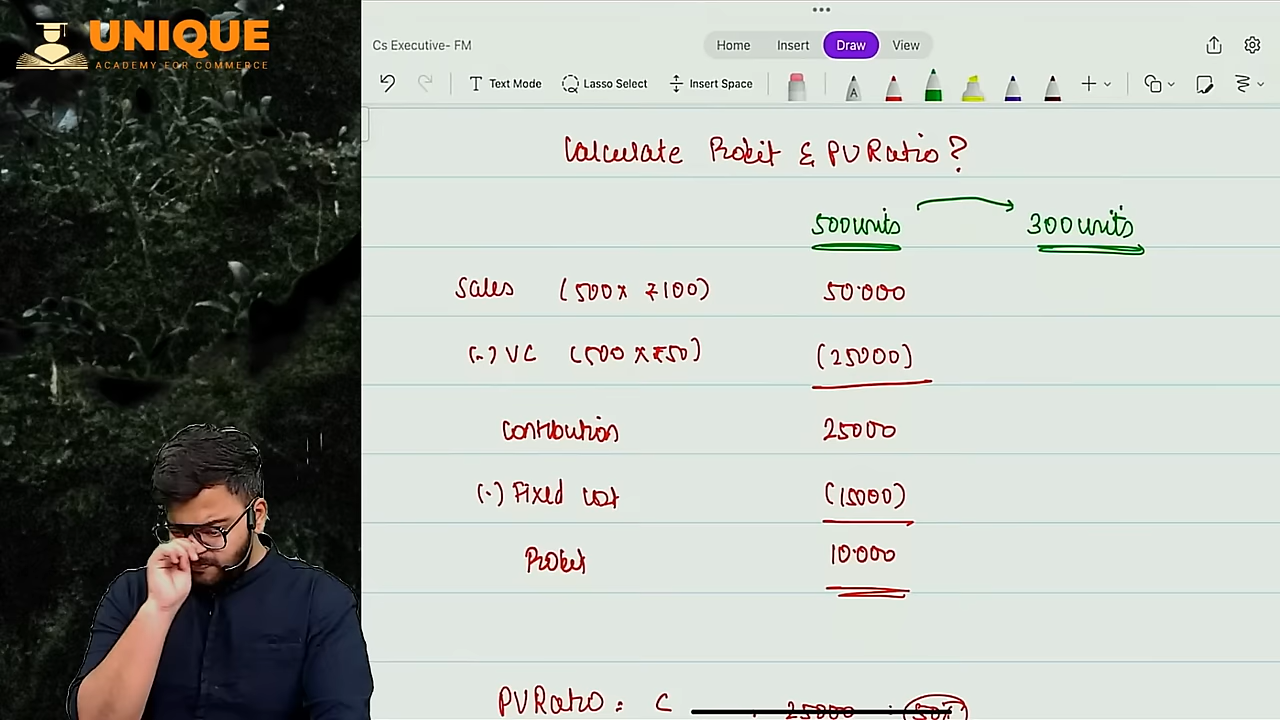 UNIQUE
ACADEMY FOR COMMERCE
Cs Executive- FM
Home Insert Draw View
Text Mode Lasso Select Insert Space
Calculate Profit & PV Ratio?
500 units 300 units
Sales (500 x ₹100) 50.000
(-) VC (500 x ₹50) (25000)
Contribution 25000
(-) Fixed Cost (15000)
Profit 10.000
PV Ratio : C 25000 : 50%